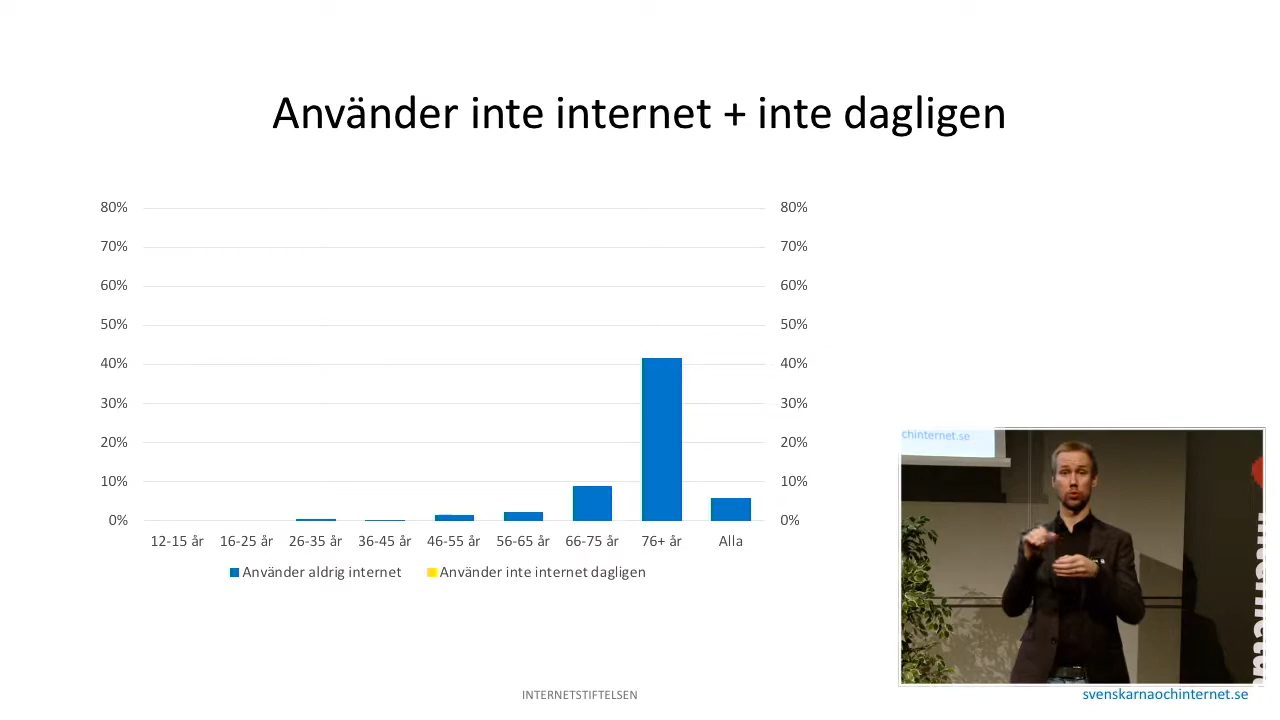 Använder inte internet + inte dagligen
80%
80%
70%
70%
60%
60%
50%
50%
40%
40%
30%
30%
20%
20%
10%
10%
0%
0%
12-15 år
16-25 år
26-35 år
36-45 år
46-55 år
56-65 år
66-75 år
76+ år
Alla
Använder aldrig internet
Använder inte internet dagligen
chinternet.se
INTERNETSTIFTELSEN
svenskarnaochinternet.se